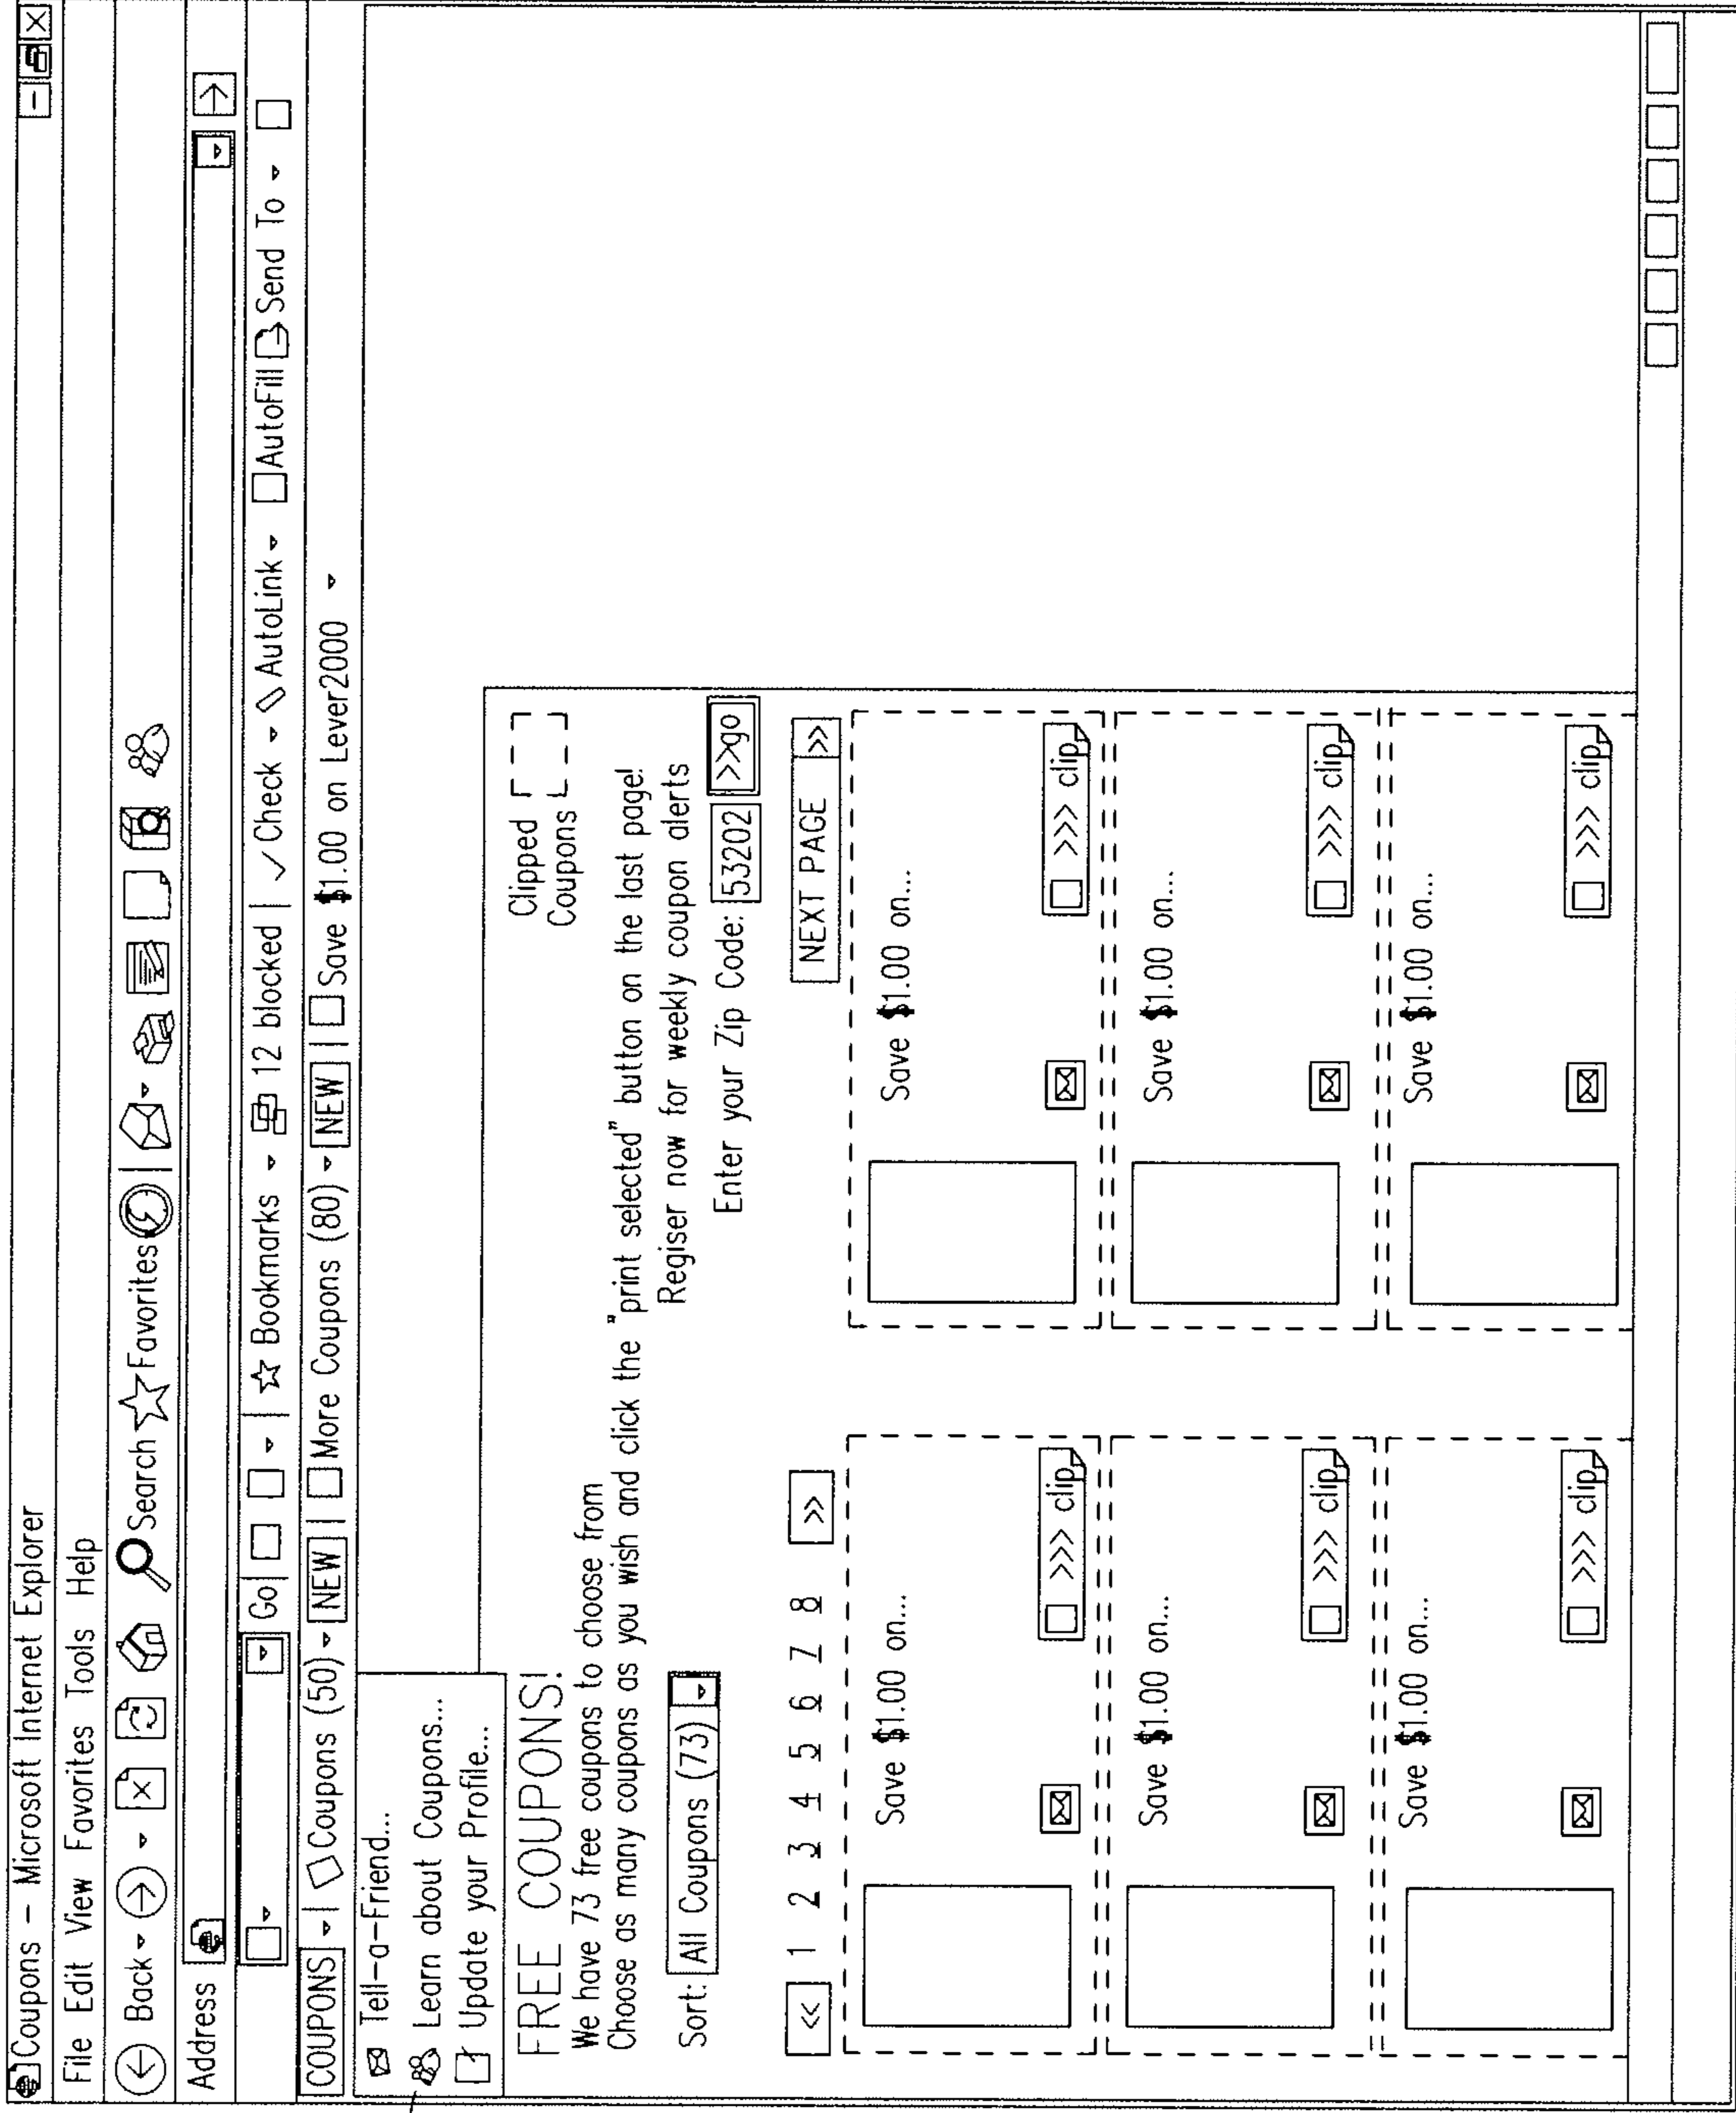 Coupons – Microsoft Internet Explorer
File Edit View Favorites Tools Help
Back Search Favorites
Address
Go Bookmarks 12 blocked Check AutoLink AutoFill Send To
COUPONS Coupons (50) NEW More Coupons (80) NEW Save $1.00 on Lever2000
Tell-a-Friend...
Learn about Coupons...
Update your Profile...
FREE COUPONS!
Clipped
Coupons
We have 73 free coupons to choose from
Choose as many coupons as you wish and click the "print selected" button on the last page!
Regiser now for weekly coupon alerts
Sort: All Coupons (73)
Enter your Zip Code: 53202 >>go
<< 1 2 3 4 5 6 7 8 >> NEXT PAGE >>
Save $1.00 on... Save $1.00 on...
>>> clip >>> clip
Save $1.00 on... Save $1.00 on...
>>> clip >>> clip
Save $1.00 on... Save $1.00 on...
>>> clip >>> clip